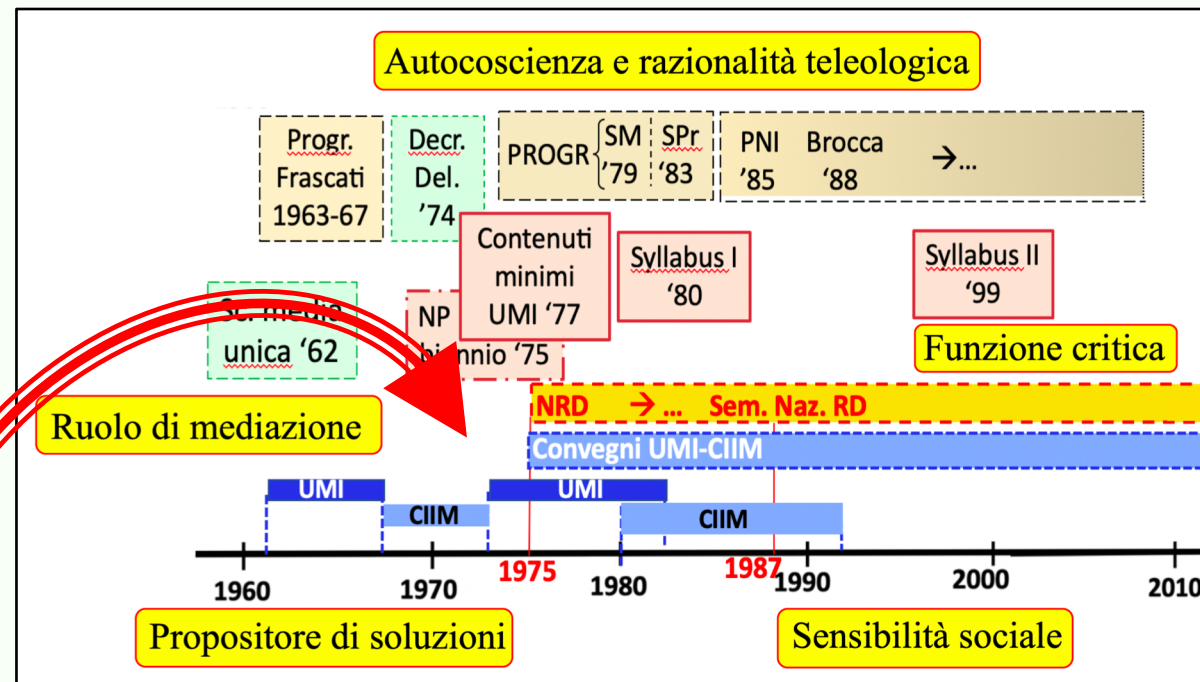 Autocoscienza e razionalità teleologica
Progr.
Frascati
1963-67
Decr.
Del.
'74
PROGR
SM
'79
SPr
'83
PNI
'85
Brocca
'88
→...
Contenuti
minimi
UMI '77
Syllabus I
'80
Syllabus II
'99
Sc. media
unica '62
NP
biennio '75
Funzione critica
Ruolo di mediazione
NRD → ... Sem. Naz. RD
Convegni UMI-CIIM
UMI
UMI
CIIM
CIIM
1960
1970
1975
1980
1987
1990
2000
2010
Propositore di soluzioni
Sensibilità sociale